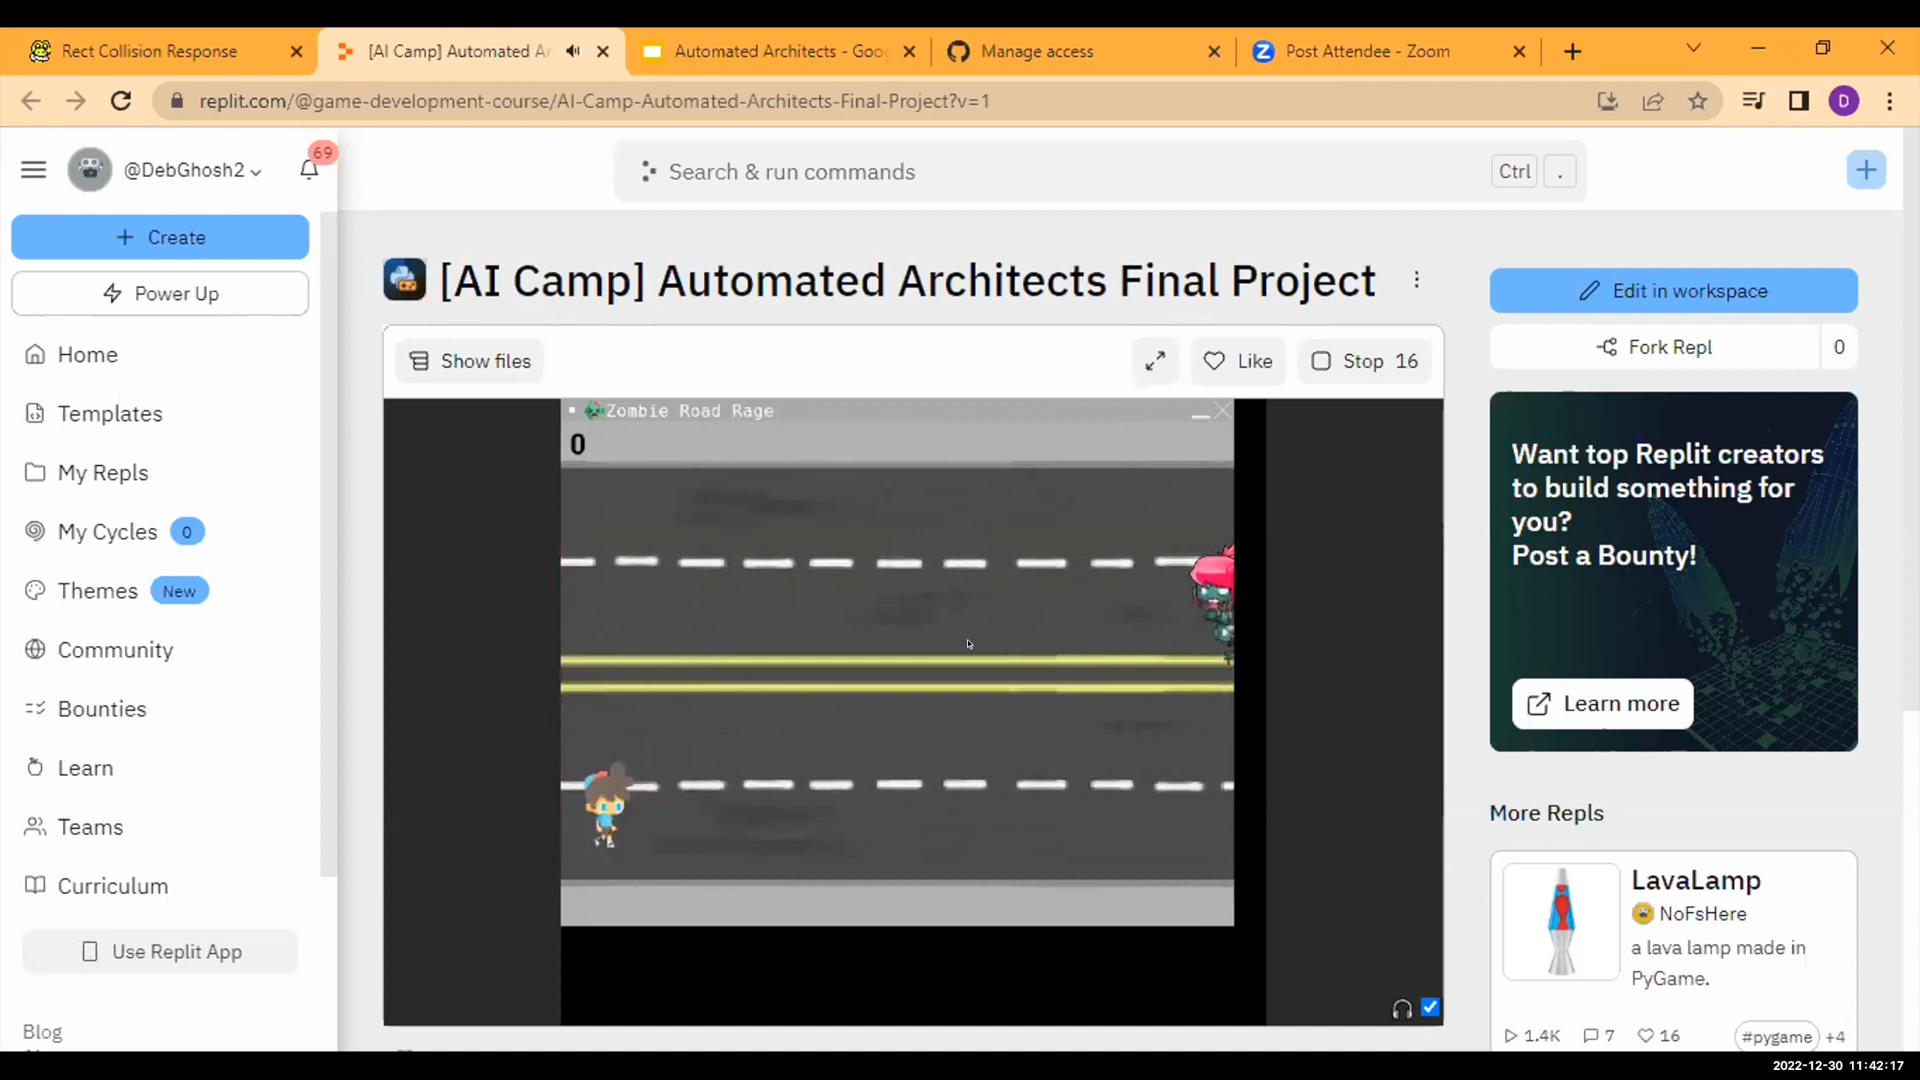 Rect Collision Response
[AI Camp] Automated Ar
Automated Architects - Goog
Manage access
Post Attendee - Zoom
replit.com/@game-development-course/AI-Camp-Automated-Architects-Final-Project?v=1
D
@DebGhosh2
69
Search & run commands
Ctrl .
Create
Power Up
Home
Templates
My Repls
My Cycles 0
Themes New
Community
Bounties
Learn
Teams
Curriculum
Use Replit App
Blog
[AI Camp] Automated Architects Final Project
Show files
Like
Stop 16
Zombie Road Rage
0
Edit in workspace
Fork Repl 0
Want top Replit creators
to build something for
you?
Post a Bounty!
Learn more
More Repls
LavaLamp
NoFsHere
a lava lamp made in
PyGame.
1.4K 7 16 #pygame +4
2022-12-30 11:42:17